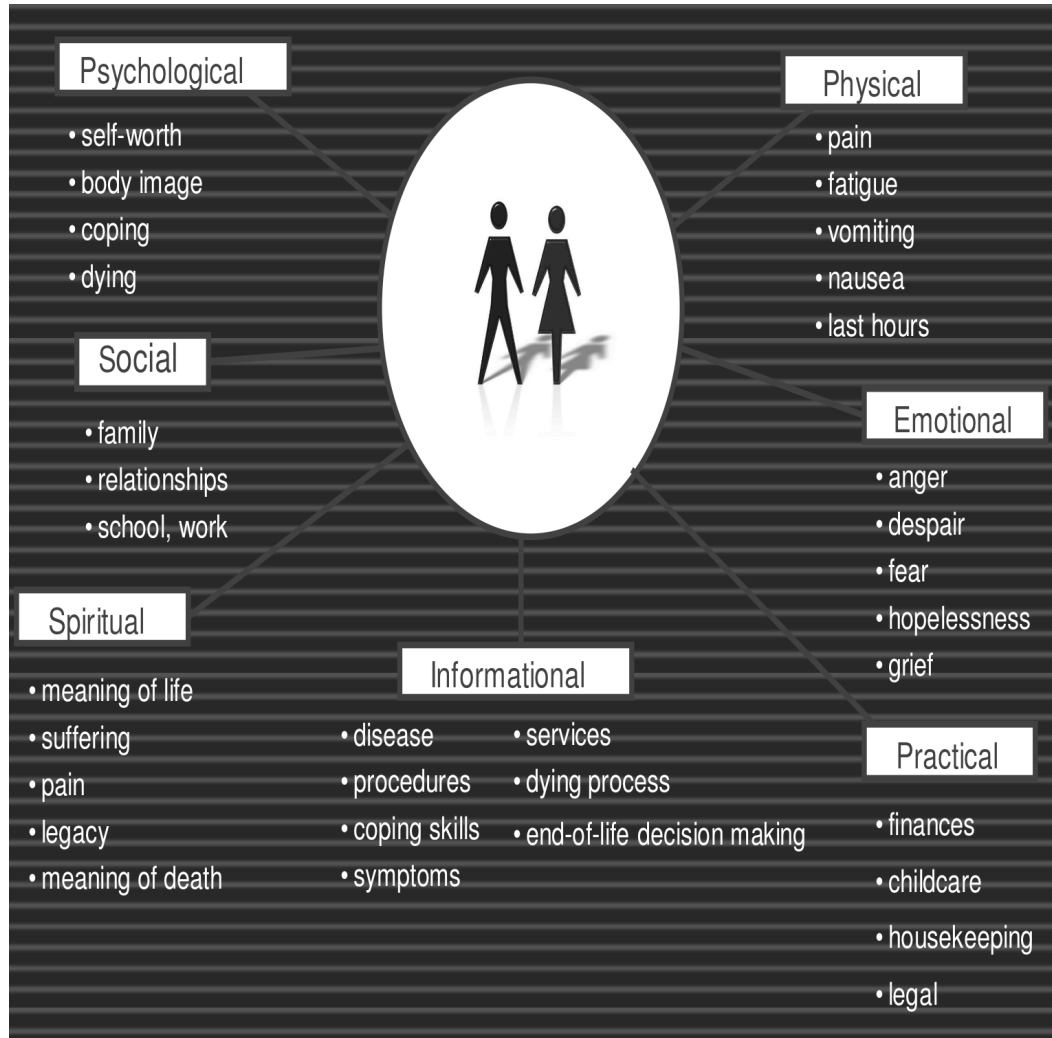 Psychological
• self-worth
• body image
• coping
• dying
Social
• family
• relationships
• school, work
Spiritual
• meaning of life
• suffering
• pain
• legacy
• meaning of death
Informational
• disease
• procedures
• coping skills
• symptoms
• services
• dying process
• end-of-life decision making
Physical
• pain
• fatigue
• vomiting
• nausea
• last hours
Emotional
• anger
• despair
• fear
• hopelessness
• grief
Practical
• finances
• childcare
• housekeeping
• legal